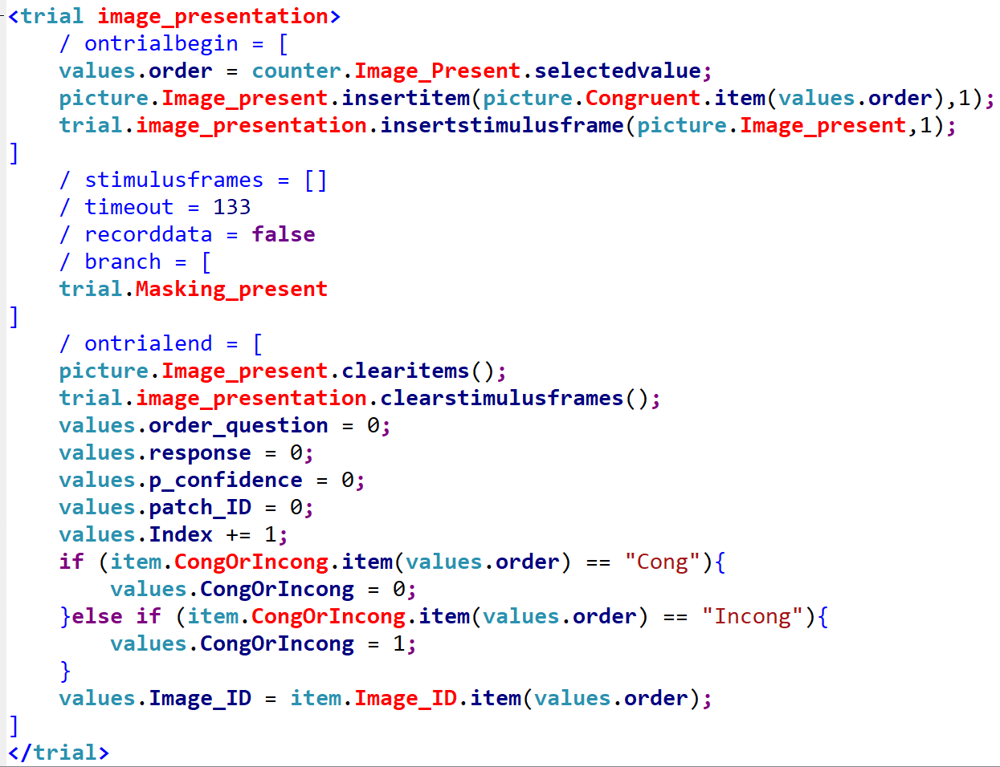 <trial image_presentation>
/ ontrialbegin = [
values.order = counter.Image_Present.selectedvalue;
picture.Image_present.insertitem(picture.Congruent.item(values.order),1);
trial.image_presentation.insertstimulusframe(picture.Image_present,1);
]
/ stimulusframes = []
/ timeout = 133
/ recorddata = false
/ branch = [
trial.Masking_present
]
/ ontrialend = [
picture.Image_present.clearitems();
trial.image_presentation.clearstimulusframes();
values.order_question = 0;
values.response = 0;
values.p_confidence = 0;
values.patch_ID = 0;
values.Index += 1;
if (item.CongOrIncong.item(values.order) == "Cong"){
values.CongOrIncong = 0;
}else if (item.CongOrIncong.item(values.order) == "Incong"){
values.CongOrIncong = 1;
}
values.Image_ID = item.Image_ID.item(values.order);
]
</trial>